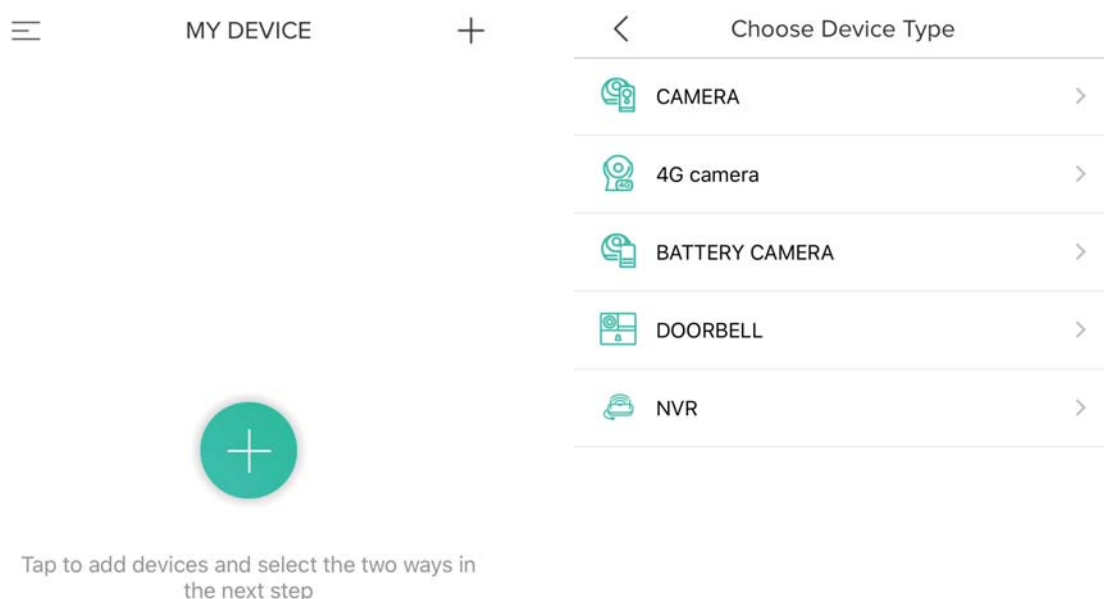 MY DEVICE
Tap to add devices and select the two ways in
the next step
Choose Device Type
CAMERA
4G camera
4G
BATTERY CAMERA
DOORBELL
NVR